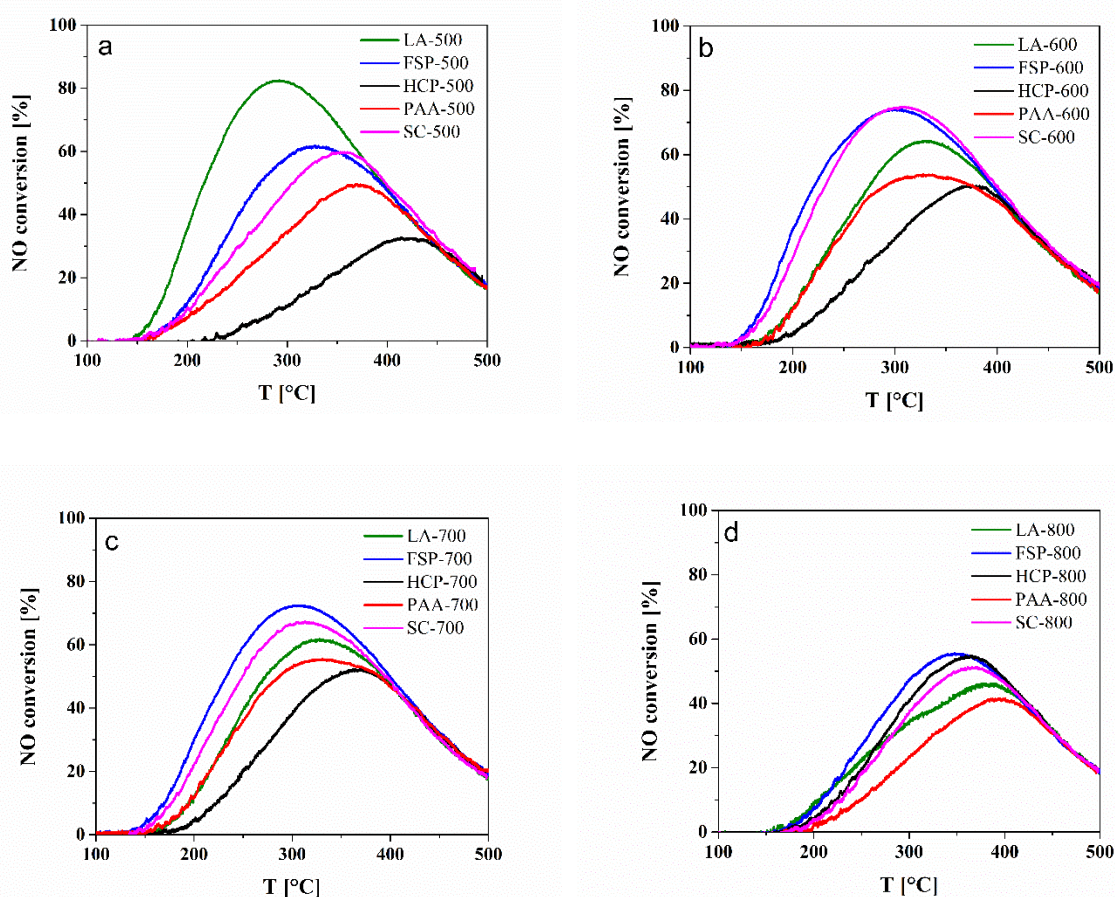 a
LA-500
FSP-500
HCP-500
PAA-500
SC-500
NO conversion [%]
100
80
60
40
20
0
100 200 300 400 500
T [°C]
b
LA-600
FSP-600
HCP-600
PAA-600
SC-600
NO conversion [%]
100
80
60
40
20
0
100 200 300 400 500
T [°C]
c
LA-700
FSP-700
HCP-700
PAA-700
SC-700
NO conversion [%]
100
80
60
40
20
0
100 200 300 400 500
T [°C]
d
LA-800
FSP-800
HCP-800
PAA-800
SC-800
NO conversion [%]
100
80
60
40
20
0
100 200 300 400 500
T [°C]